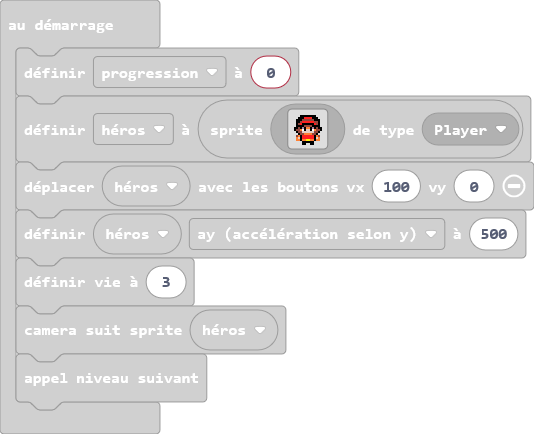 au démarrage
définir progression à 0
définir héros à sprite de type Player
déplacer héros avec les boutons vx 100 vy 0
définir héros ay (accélération selon y) à 500
définir vie à 3
camera suit sprite héros
appel niveau suivant